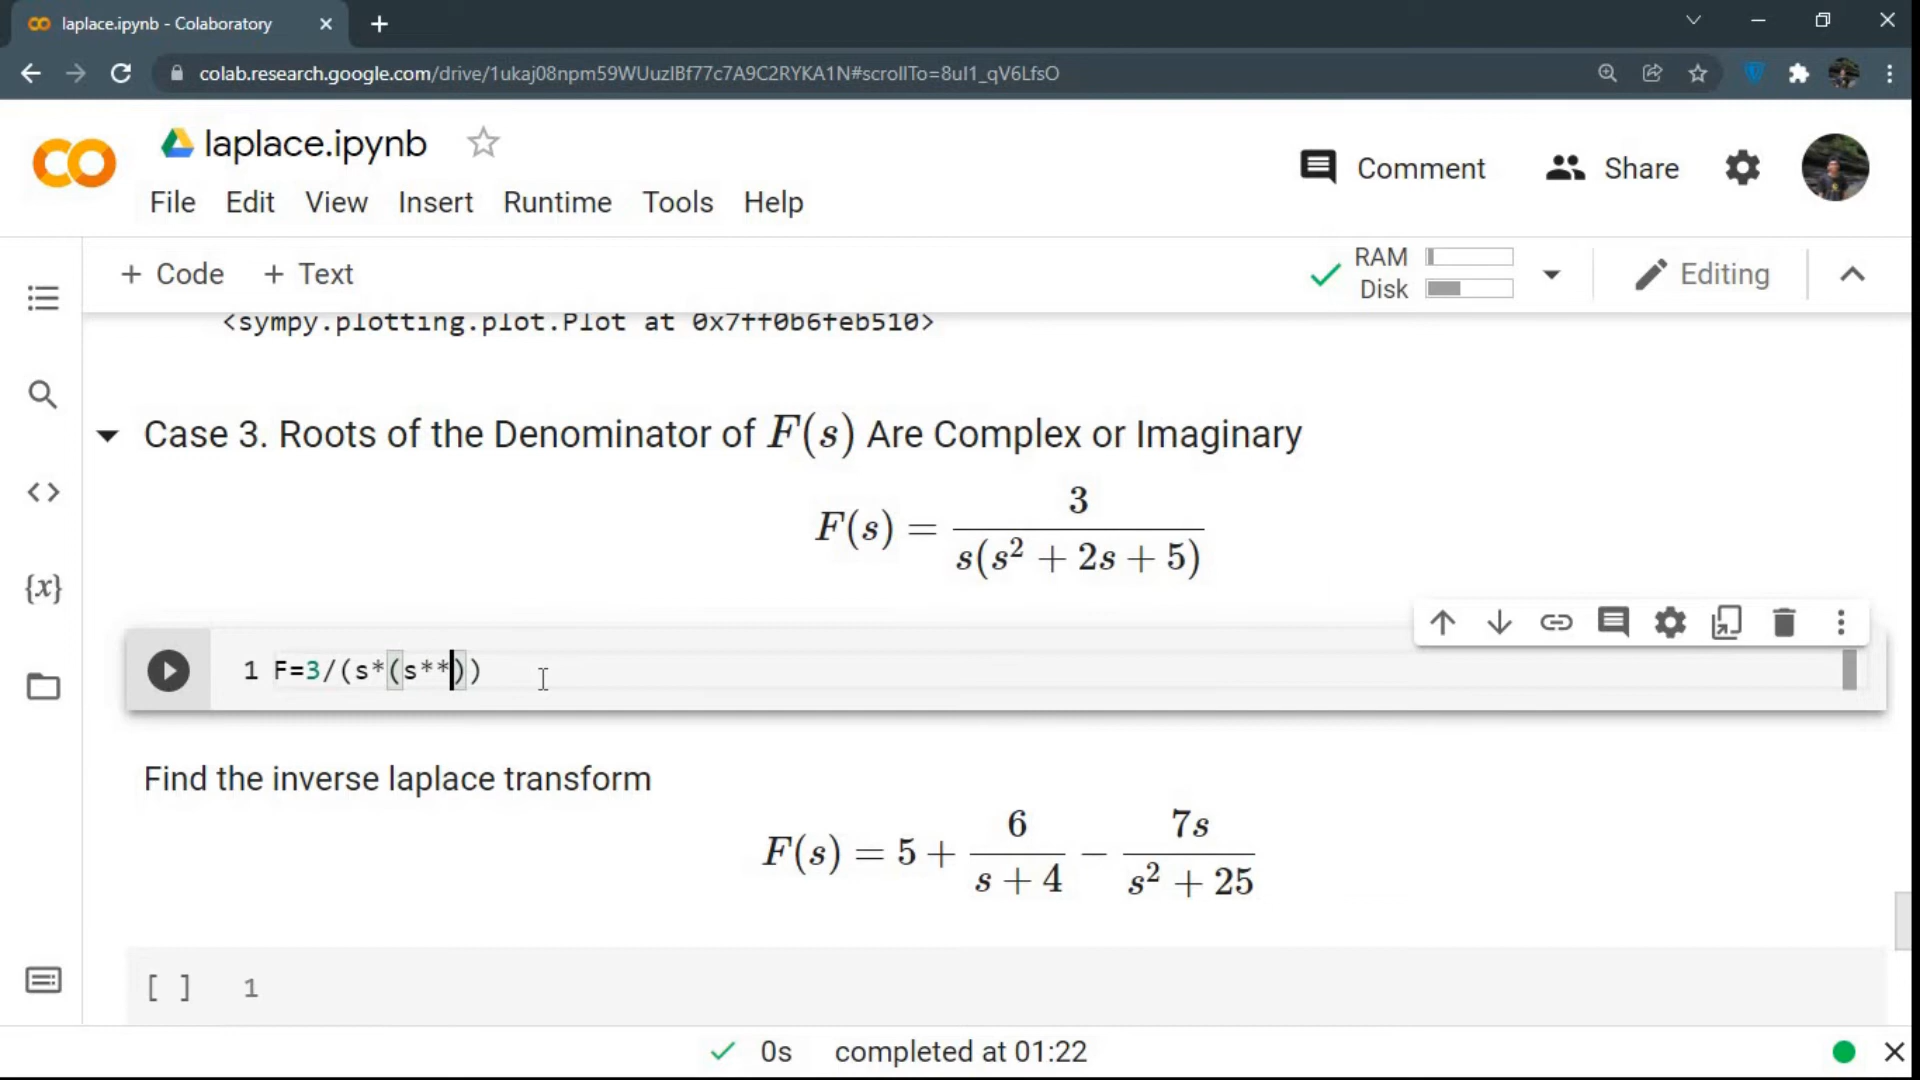 laplace.ipynb - Colaboratory
colab.research.google.com/drive/1ukaj08npm59WUuzIBf77c7A9C2RYKA1N#scrollTo=8uI1_qV6LfsO
laplace.ipynb
Comment
Share
File Edit View Insert Runtime Tools Help
+ Code + Text
RAM
Disk
Editing
<sympy.plotting.plot.Plot at 0x7ff0b6feb510>
Case 3. Roots of the Denominator of F(s) Are Complex or Imaginary
F(s) = 3 / s(s² + 2s + 5)
{x}
1 F=3/(s*(s**))
Find the inverse laplace transform
F(s) = 5 + 6 / s + 4 − 7s / s² + 25
[ ] 1
0s completed at 01:22